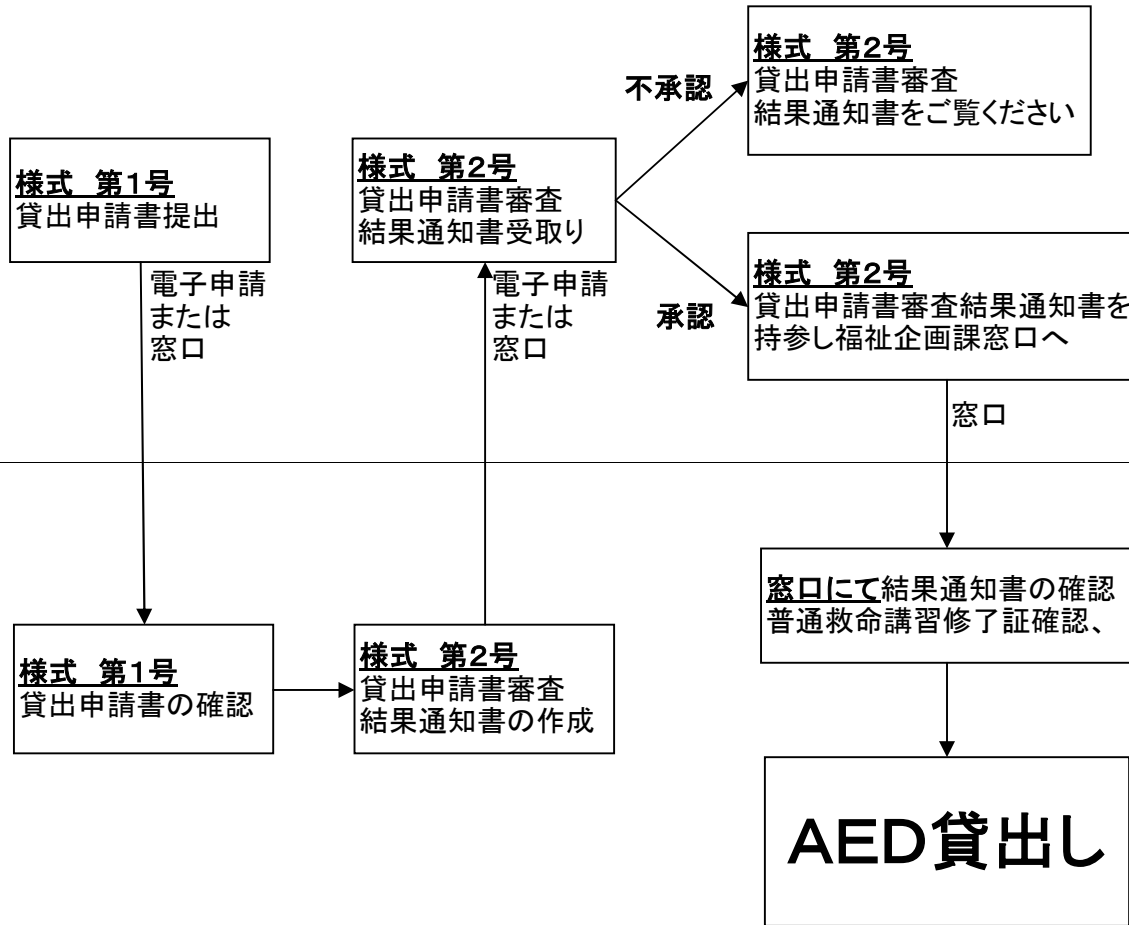 様式　第1号
貸出申請書提出
電子申請
または
窓口
様式　第1号
貸出申請書の確認
様式　第2号
貸出申請書審査
結果通知書の作成
電子申請
または
窓口
様式　第2号
貸出申請書審査
結果通知書受取り
不承認
様式　第2号
貸出申請書審査
結果通知書をご覧ください
承認
様式　第2号
貸出申請書審査結果通知書を
持参し福祉企画課窓口へ
窓口
窓口にて結果通知書の確認
普通救命講習修了証確認、
AED貸出し